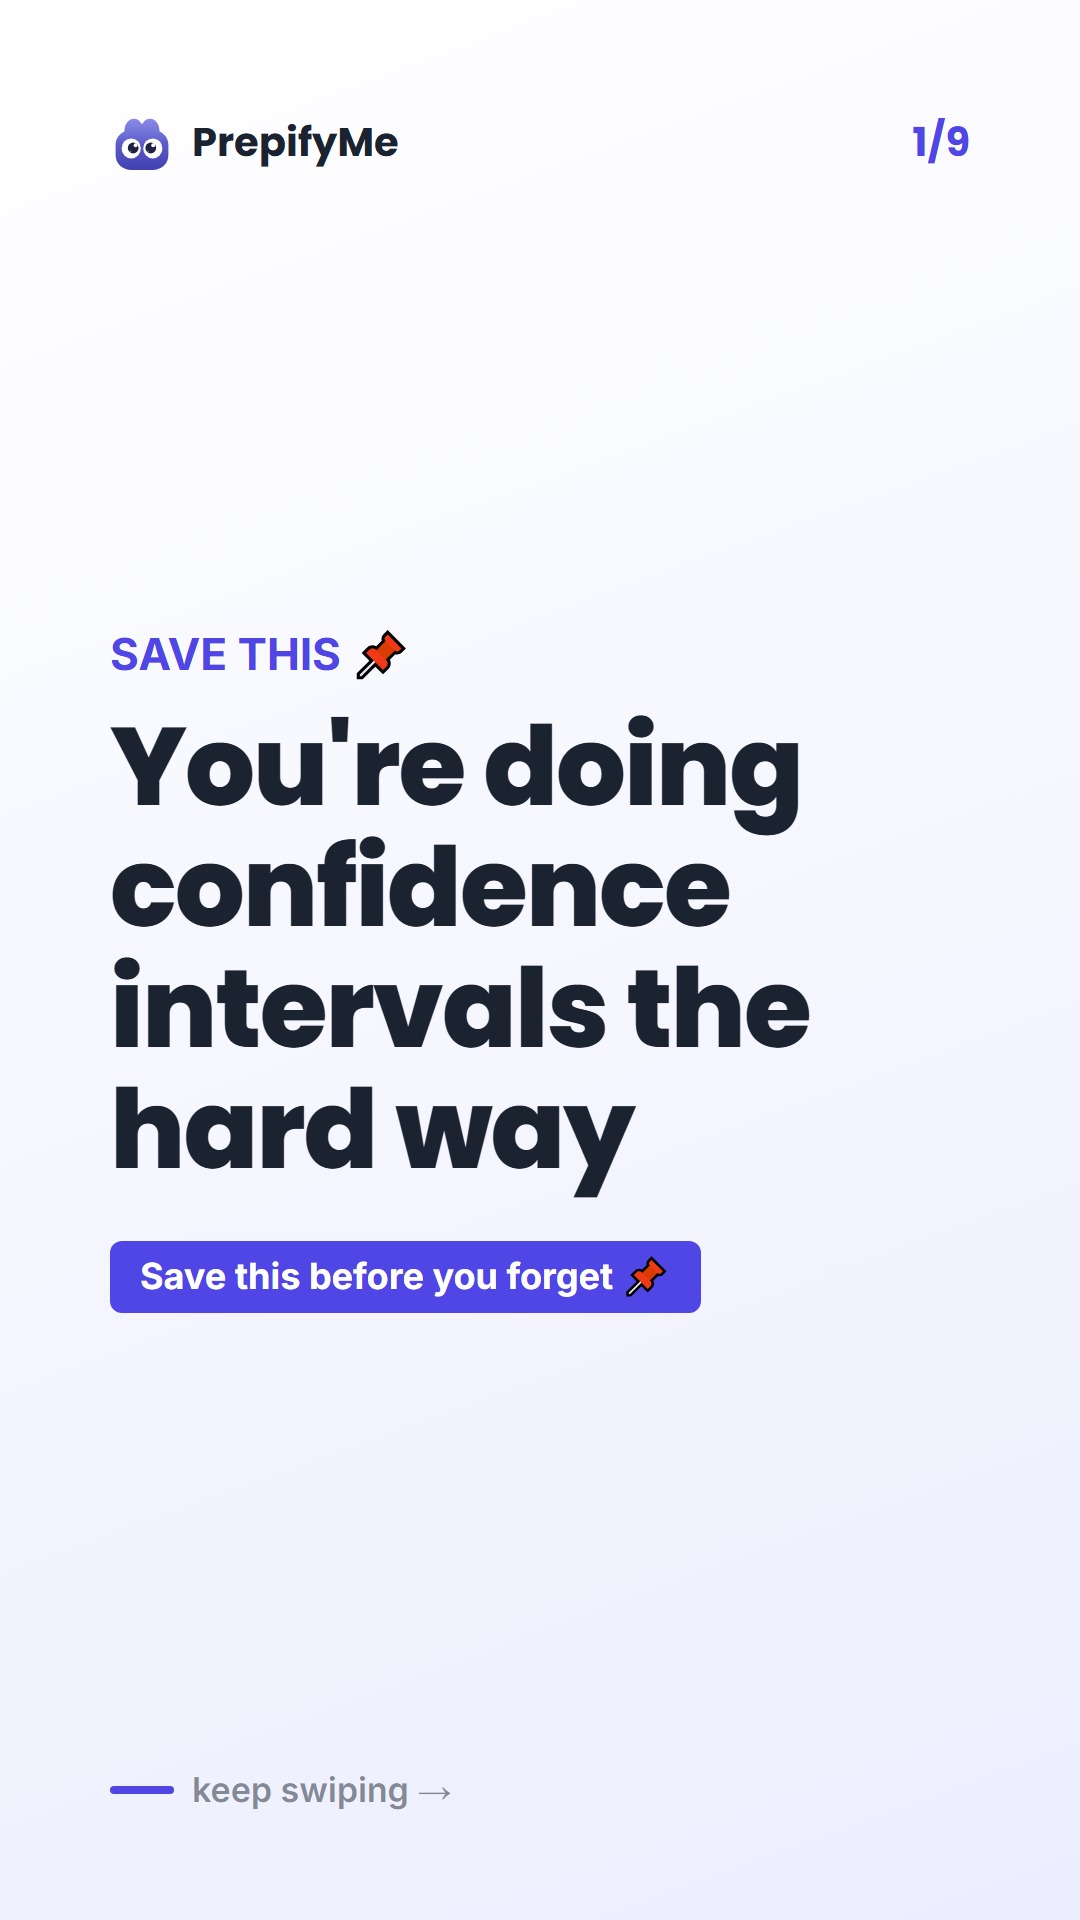 PrepifyMe
1/9
SAVE THIS 📌
You're doing
confidence
intervals the
hard way
Save this before you forget 📌
keep swiping →